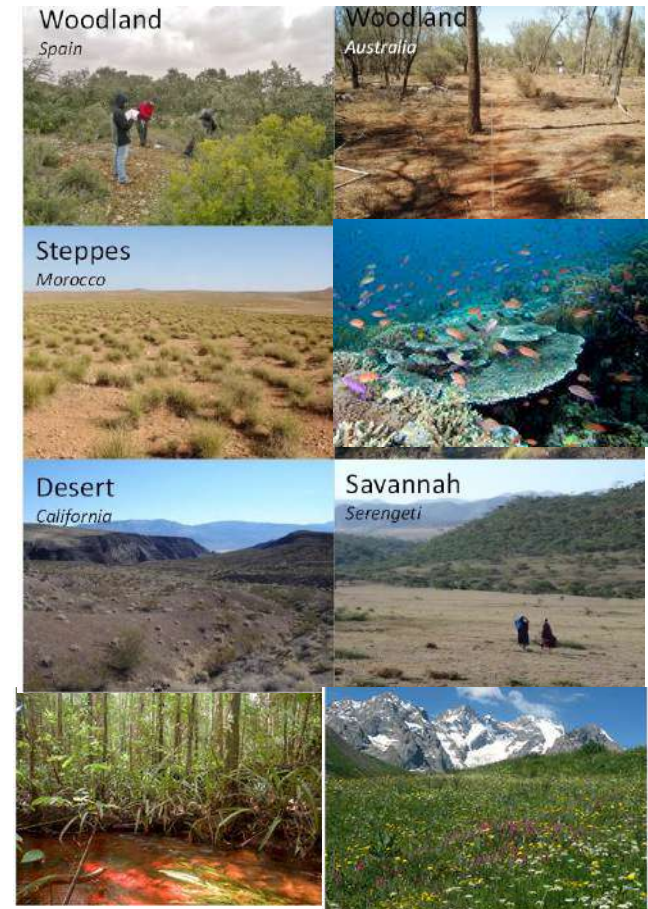 Woodland
Spain
Woodland
Australia
Steppes
Morocco
Desert
California
Savannah
Serengeti